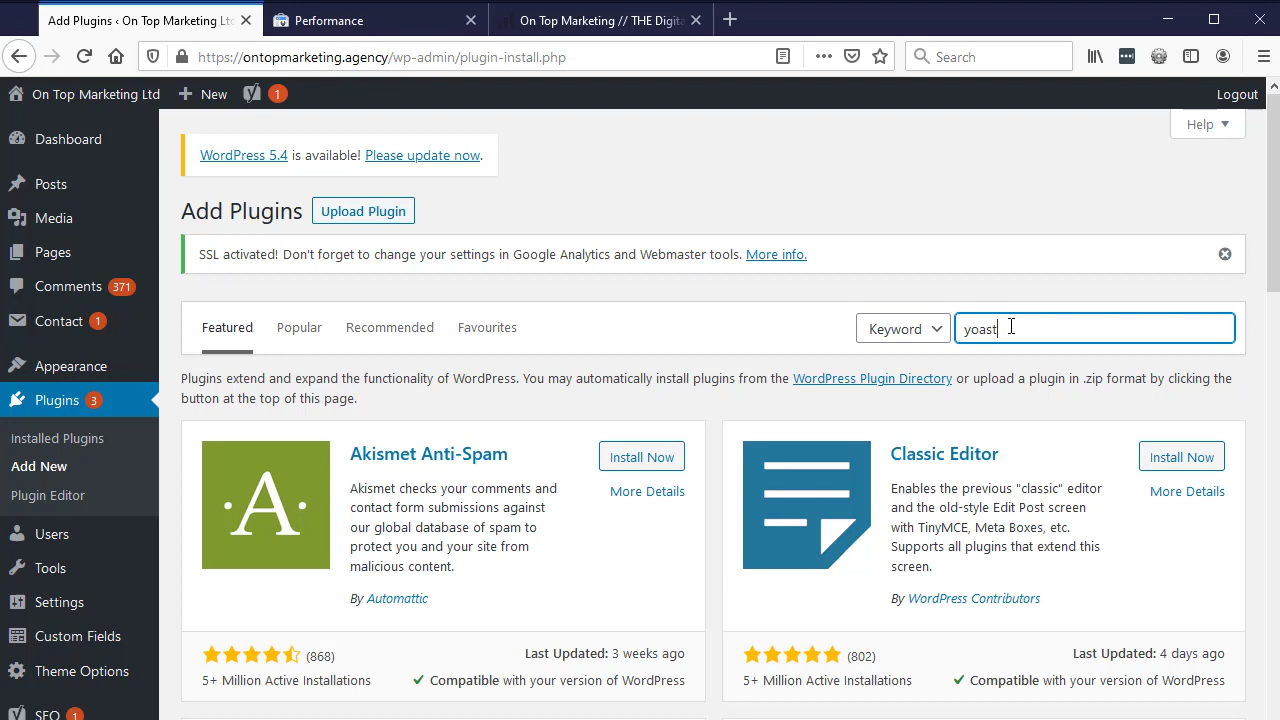 Add Plugins ‹ On Top Marketing Ltd
Performance
On Top Marketing // THE Digita
https://ontopmarketing.agency/wp-admin/plugin-install.php
Search
On Top Marketing Ltd
New
1
Logout
Dashboard
Posts
Media
Pages
Comments 371
Contact 1
Appearance
Plugins 3
Installed Plugins
Add New
Plugin Editor
Users
Tools
Settings
Custom Fields
Theme Options
SEO 1
Help
WordPress 5.4 is available! Please update now.
Add Plugins
Upload Plugin
SSL activated! Don't forget to change your settings in Google Analytics and Webmaster tools. More info.
Featured
Popular
Recommended
Favourites
Keyword
yoast
Plugins extend and expand the functionality of WordPress. You may automatically install plugins from the WordPress Plugin Directory or upload a plugin in .zip format by clicking the
button at the top of this page.
A
Akismet Anti-Spam
Install Now
More Details
Akismet checks your comments and
contact form submissions against
our global database of spam to
protect you and your site from
malicious content.
By Automattic
(868)
Last Updated: 3 weeks ago
5+ Million Active Installations
Compatible with your version of WordPress
Classic Editor
Install Now
More Details
Enables the previous "classic" editor
and the old-style Edit Post screen
with TinyMCE, Meta Boxes, etc.
Supports all plugins that extend this
screen.
By WordPress Contributors
(802)
Last Updated: 4 days ago
5+ Million Active Installations
Compatible with your version of WordPress